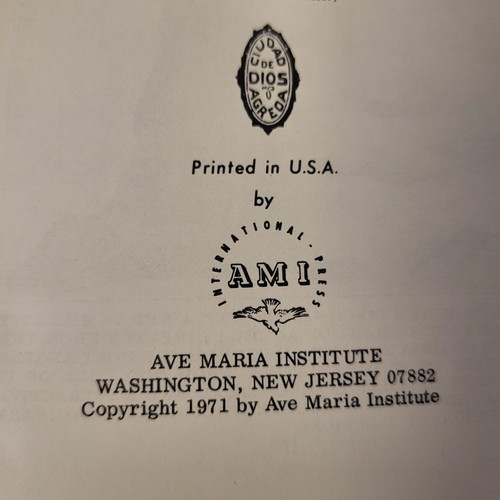 CIUDAD
DE
DIOS
AGREDA
Printed in U.S.A.
by
INTERNATIONAL - PRESS
AMI
AVE MARIA INSTITUTE
WASHINGTON, NEW JERSEY 07882
Copyright 1971 by Ave Maria Institute